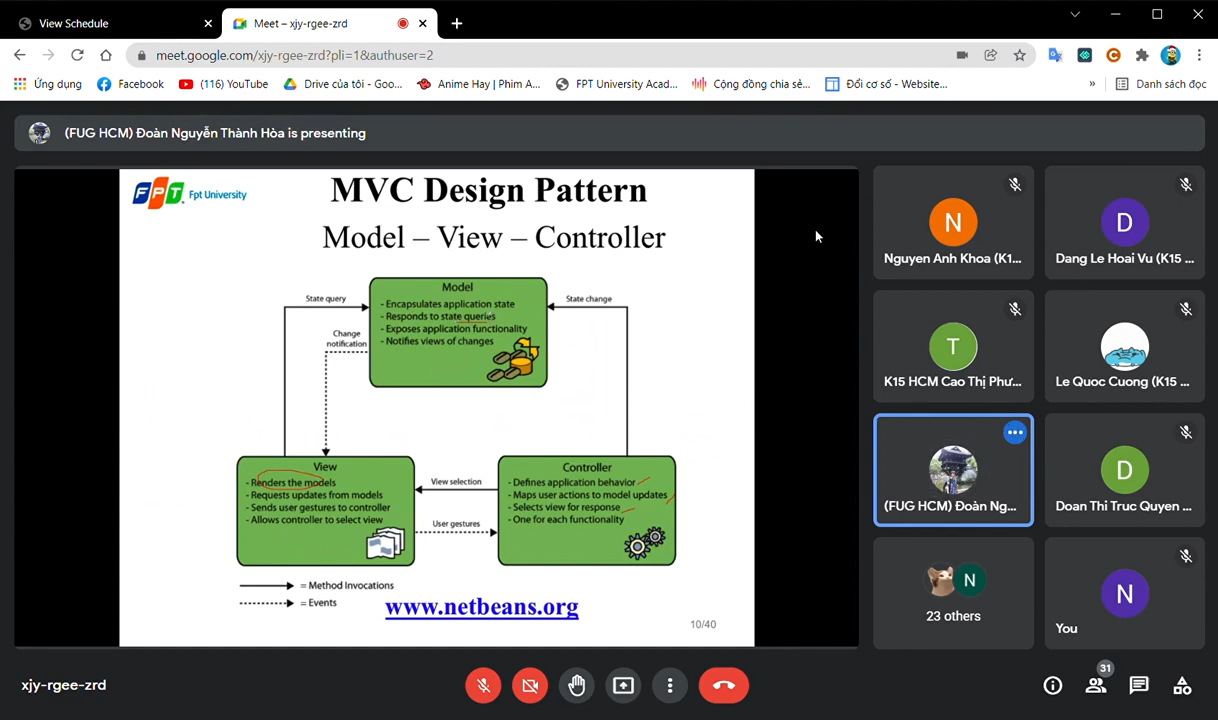 View Schedule
Meet – xjy-rgee-zrd
meet.google.com/xjy-rgee-zrd?pli=1&authuser=2
Ứng dụng
Facebook
(116) YouTube
Drive của tôi - Goo...
Anime Hay | Phim A...
FPT University Acad...
Cộng đồng chia sẻ...
Đổi cơ số - Website...
»
Danh sách đọc
(FUG HCM) Đoàn Nguyễn Thành Hòa is presenting
FPT Fpt University
MVC Design Pattern
Model – View – Controller
State query
Change
notification
Model
- Encapsulates application state
- Responds to state queries
- Exposes application functionality
- Notifies views of changes
State change
View
- Renders the models
- Requests updates from models
- Sends user gestures to controller
- Allows controller to select view
View selection
User gestures
Controller
- Defines application behavior
- Maps user actions to model updates
- Selects view for response
- One for each functionality
= Method Invocations
= Events
www.netbeans.org
10/40
N
Nguyen Anh Khoa (K1...
D
Dang Le Hoai Vu (K15 ...
T
K15 HCM Cao Thị Phư...
Le Quoc Cuong (K15 ...
(FUG HCM) Đoàn Ng...
D
Doan Thi Truc Quyen ...
N
23 others
N
You
xjy-rgee-zrd
31